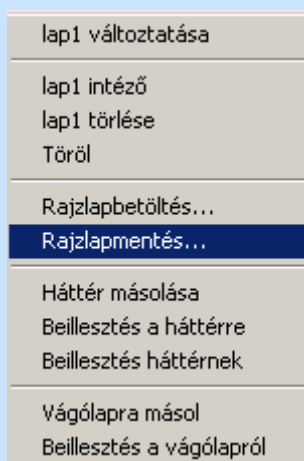 lap1 változtatása
lap1 intéző
lap1 törlése
Töröl
Rajzlapbetöltés...
Rajzlapmentés...
Háttér másolása
Beillesztés a háttérre
Beillesztés háttérnek
Vágólapra másol
Beillesztés a vágólapról